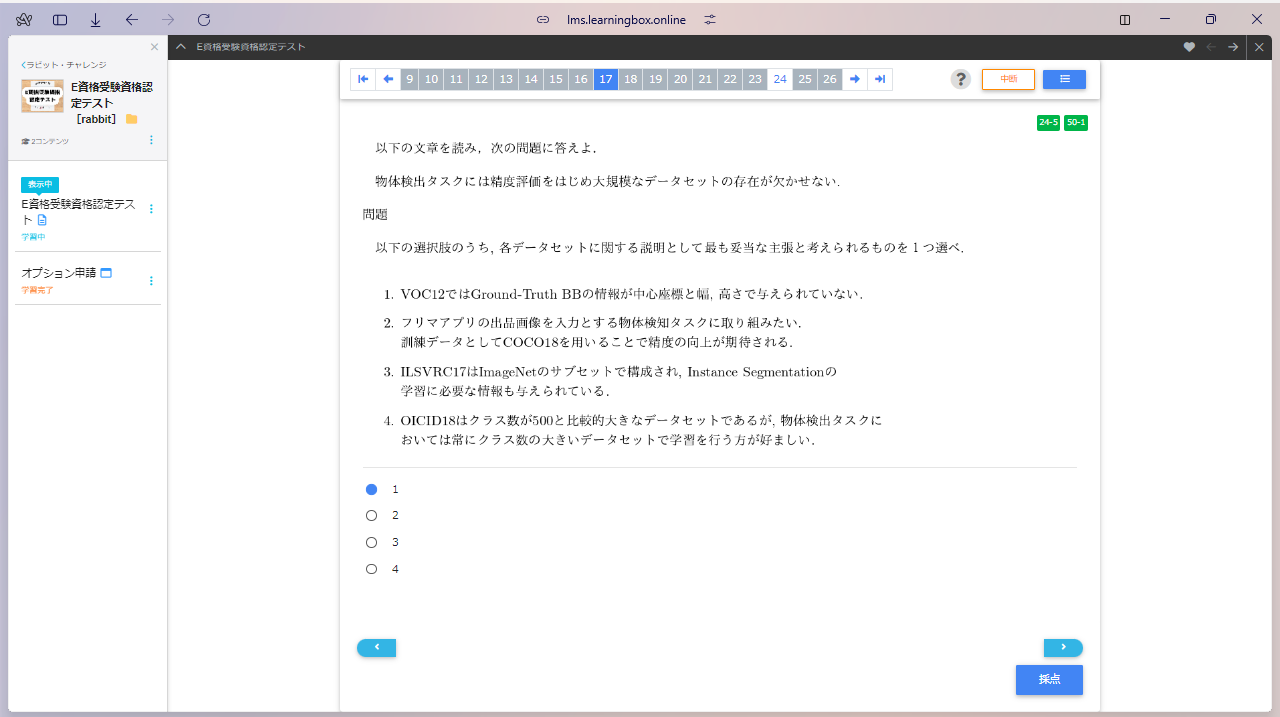 lms.learningbox.online
ラビット・チャレンジ
E資格受験資格認定テスト
E資格受験資格認
定テスト
［rabbit］
2コンテンツ
表示中
E資格受験資格認定テス
ト
学習中
オプション申請
学習完了
9 10 11 12 13 14 15 16 17 18 19 20 21 22 23 24 25 26
?
中断
24-5 50-1
以下の文章を読み，次の問題に答えよ．
物体検出タスクには精度評価をはじめ大規模なデータセットの存在が欠かせない．
問題
以下の選択肢のうち, 各データセットに関する説明として最も妥当な主張と考えられるものを１つ選べ．
1. VOC12ではGround-Truth BBの情報が中心座標と幅, 高さで与えられていない．
2. フリマアプリの出品画像を入力とする物体検知タスクに取り組みたい．
訓練データとしてCOCO18を用いることで精度の向上が期待される．
3. ILSVRC17はImageNetのサブセットで構成され, Instance Segmentationの
学習に必要な情報も与えられている．
4. OICID18はクラス数が500と比較的大きなデータセットであるが, 物体検出タスクに
おいては常にクラス数の大きいデータセットで学習を行う方が好ましい．
1
2
3
4
採点